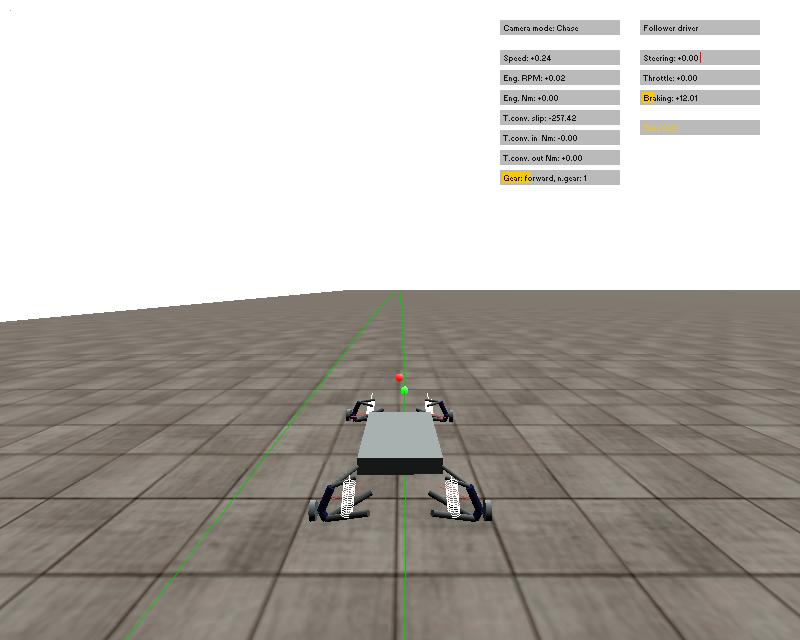 Camera mode: Chase
Follower driver
Speed: +0.24
Steering: +0.00
Eng. RPM: +0.02
Throttle: +0.00
Eng. Nm: +0.00
Braking: +12.01
T.conv. slip: -257.42
T.conv. in Nm: -0.00
T.conv. out Nm: +0.00
Gear: forward, n.gear: 1